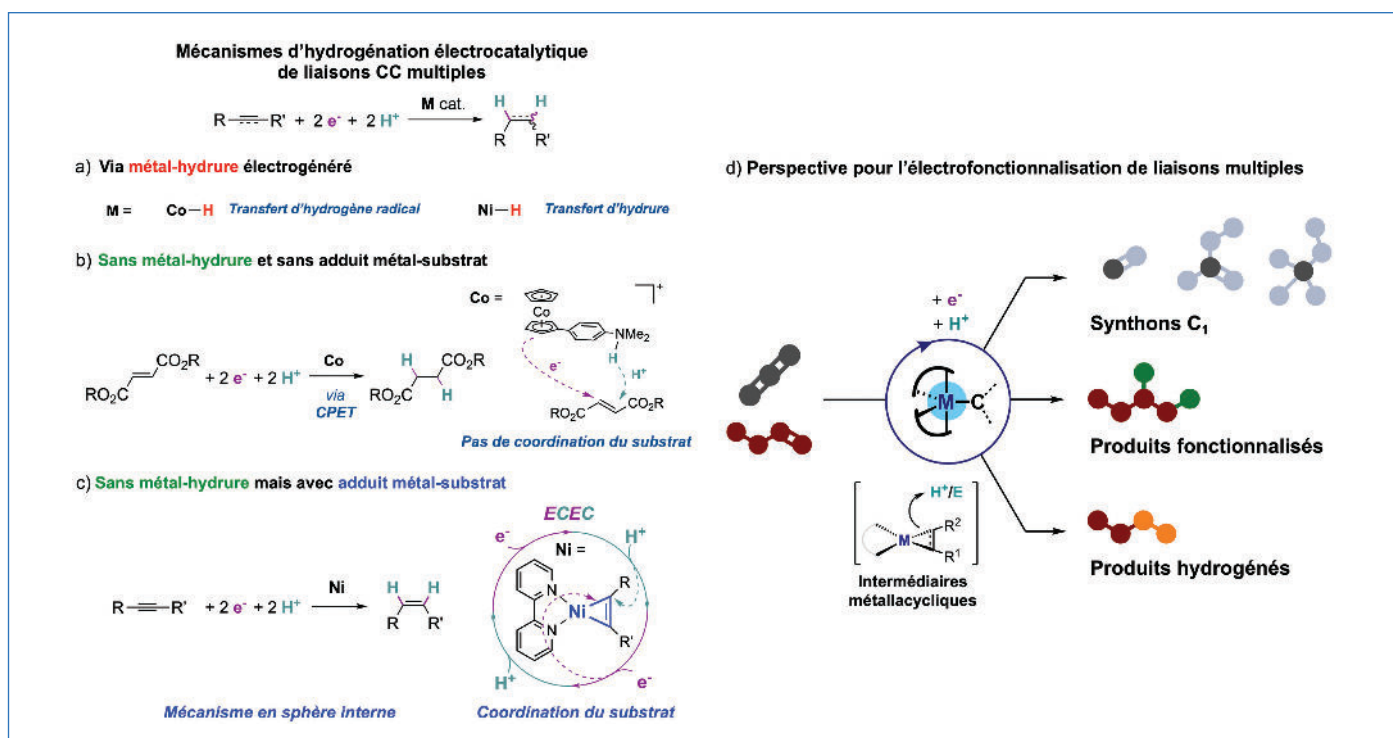 Mécanismes d'hydrogénation électrocatalytique
de liaisons CC multiples
R R' + 2 e- + 2 H+ M cat. H H R R'
a) Via métal-hydrure électrogénéré
M = Co–H Transfert d'hydrogène radical Ni–H Transfert d'hydrure
b) Sans métal-hydrure et sans adduit métal-substrat
Co = ]+
Co
NMe2
H
e-
H+
RO2C CO2R
Pas de coordination du substrat
RO2C CO2R + 2 e- + 2 H+ Co via CPET H CO2R RO2C H
c) Sans métal-hydrure mais avec adduit métal-substrat
ECEC
e- H+
Ni =
N N Ni R R'
H+ e-
R R' + 2 e- + 2 H+ Ni H H R R'
Mécanisme en sphère interne Coordination du substrat
d) Perspective pour l'électrofonctionnalisation de liaisons multiples
+ e-
+ H+
M C
H+/E
M R2 R1
Intermédiaires
métallacycliques
Synthons C1
Produits fonctionnalisés
Produits hydrogénés